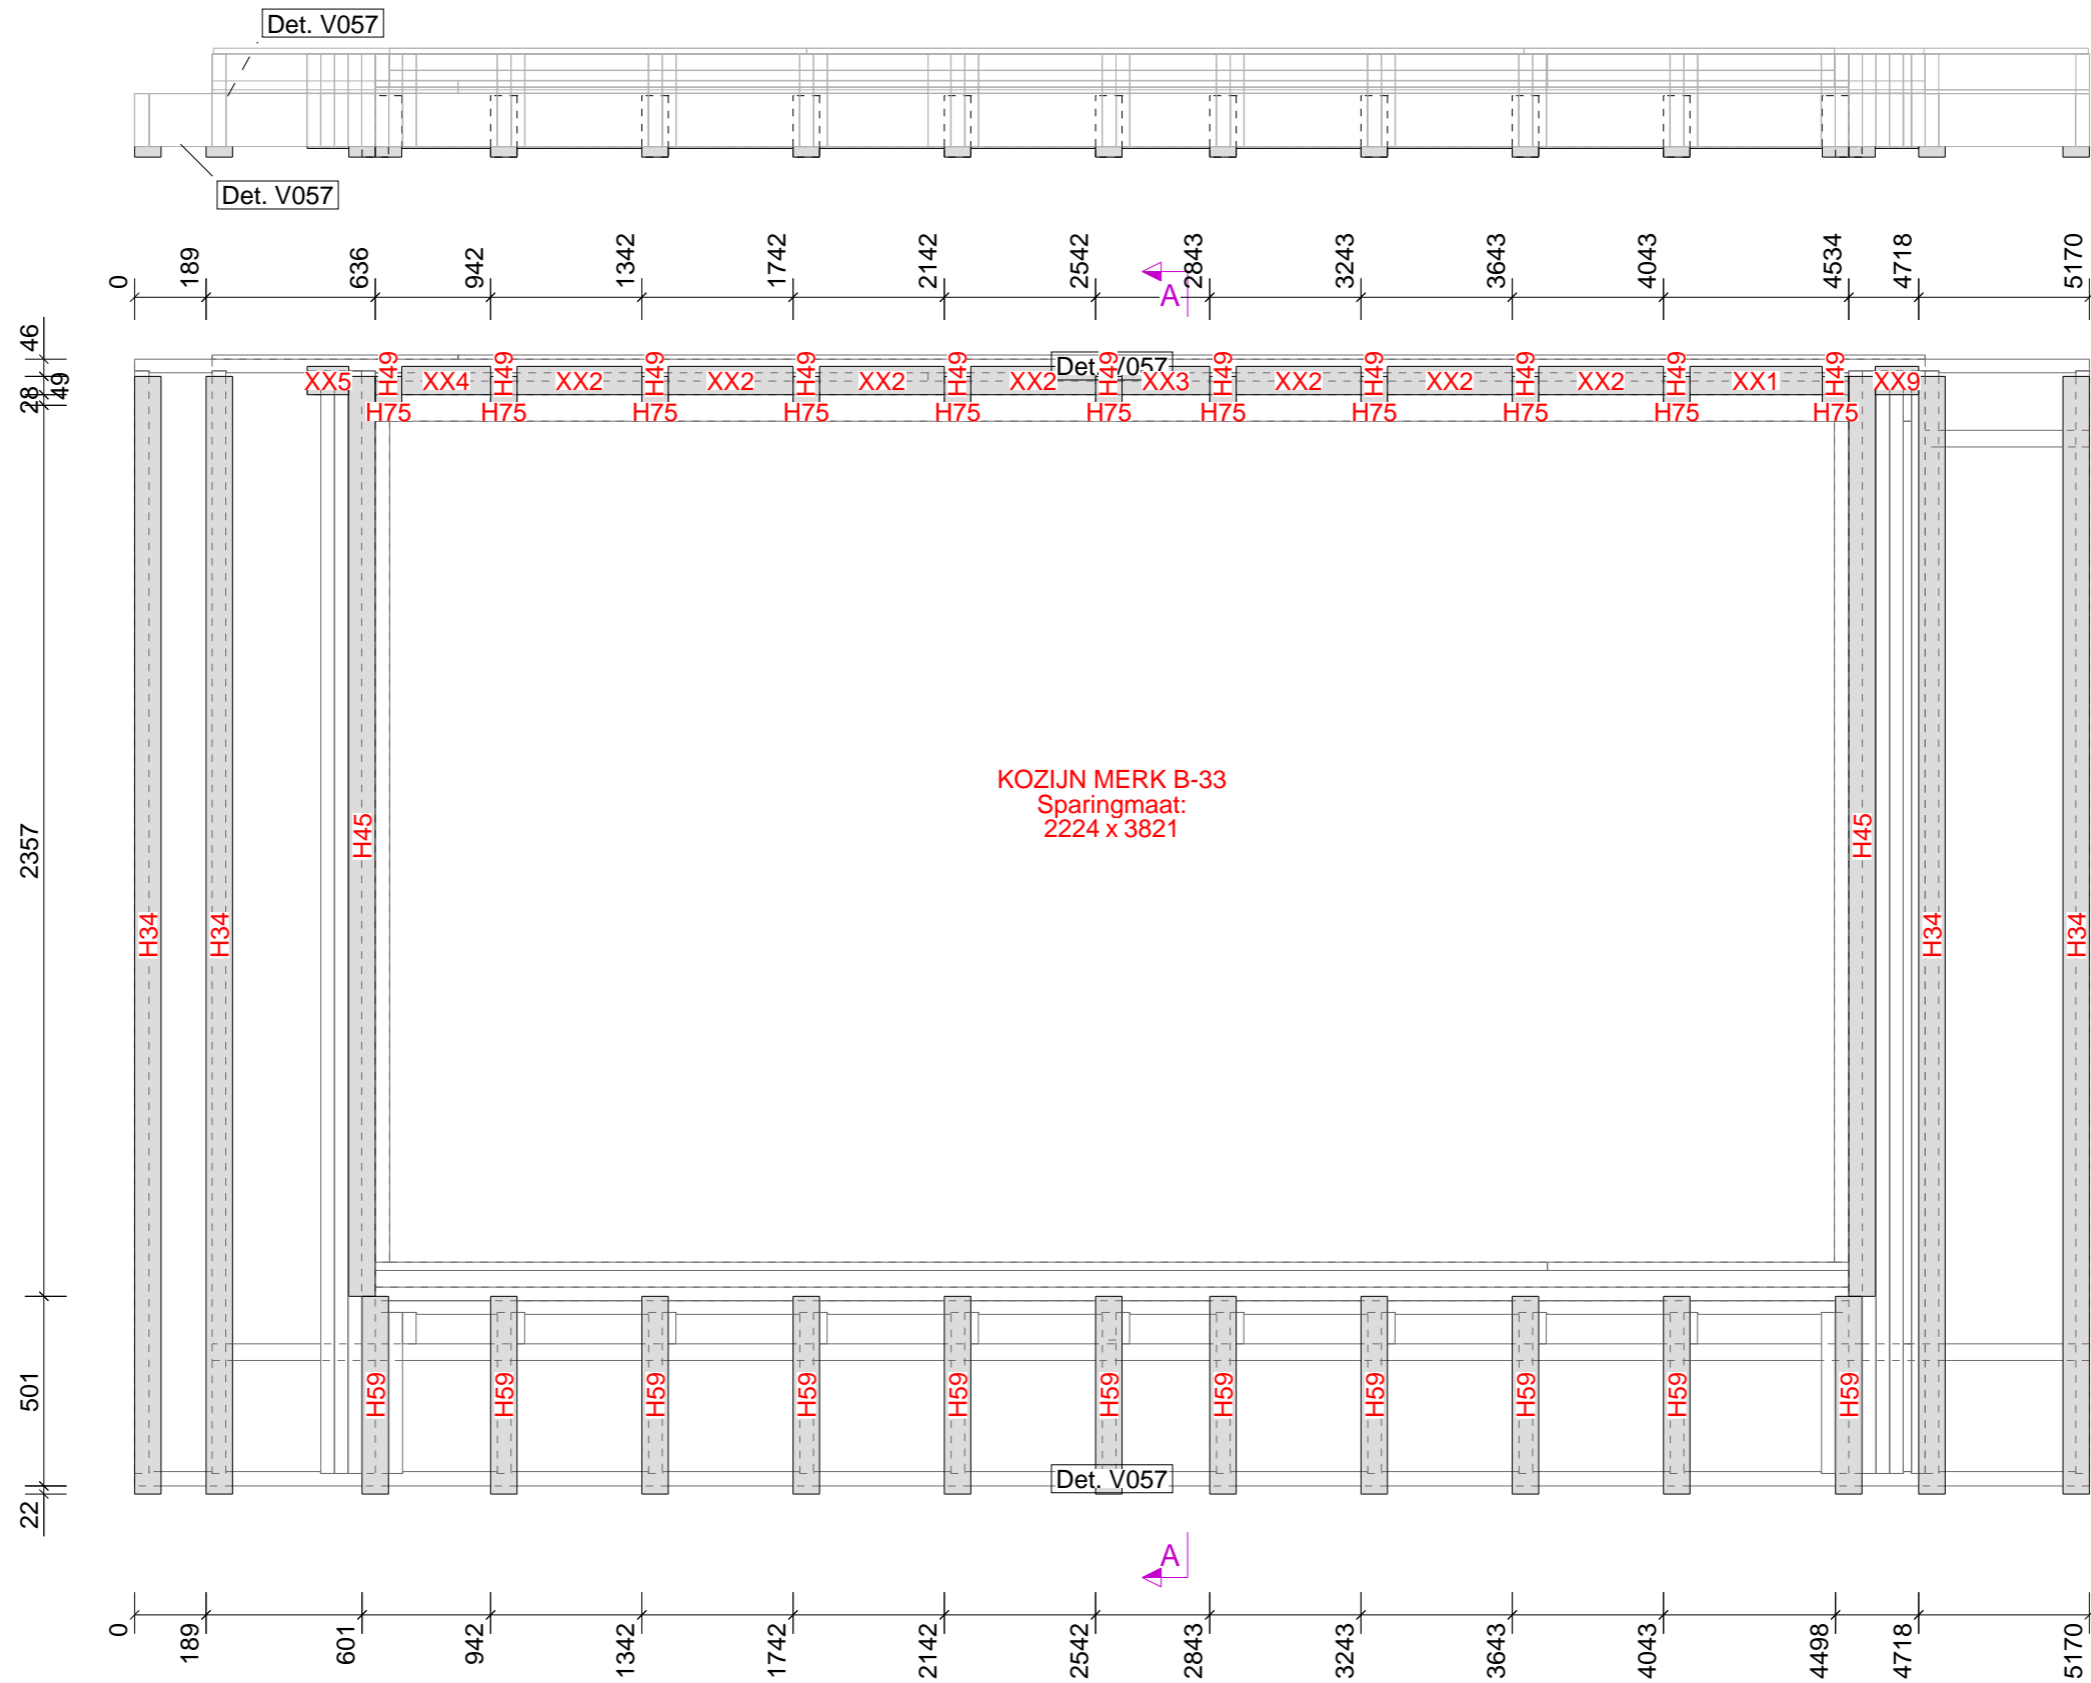 Det. V057
Det. V057
0 189 636 942 1342 1742 2142 2542 2843 3243 3643 4043 4534 4718 5170
A
46
49
28
2357
501
22
Det. V057
H49 H49 H49 H49 H49 H49 H49 H49 H49 H49 H49
XX5 XX4 XX2 XX2 XX2 XX2 XX3 XX2 XX2 XX2 XX1 XX9
H75 H75 H75 H75 H75 H75 H75 H75 H75 H75 H75
KOZIJN MERK B-33
Sparingmaat:
2224 x 3821
H45 H45
H34 H34 H34 H34
H59 H59 H59 H59 H59 H59 H59 H59 H59 H59 H59
Det. V057
A
0 189 601 942 1342 1742 2142 2542 2843 3243 3643 4043 4498 4718 5170